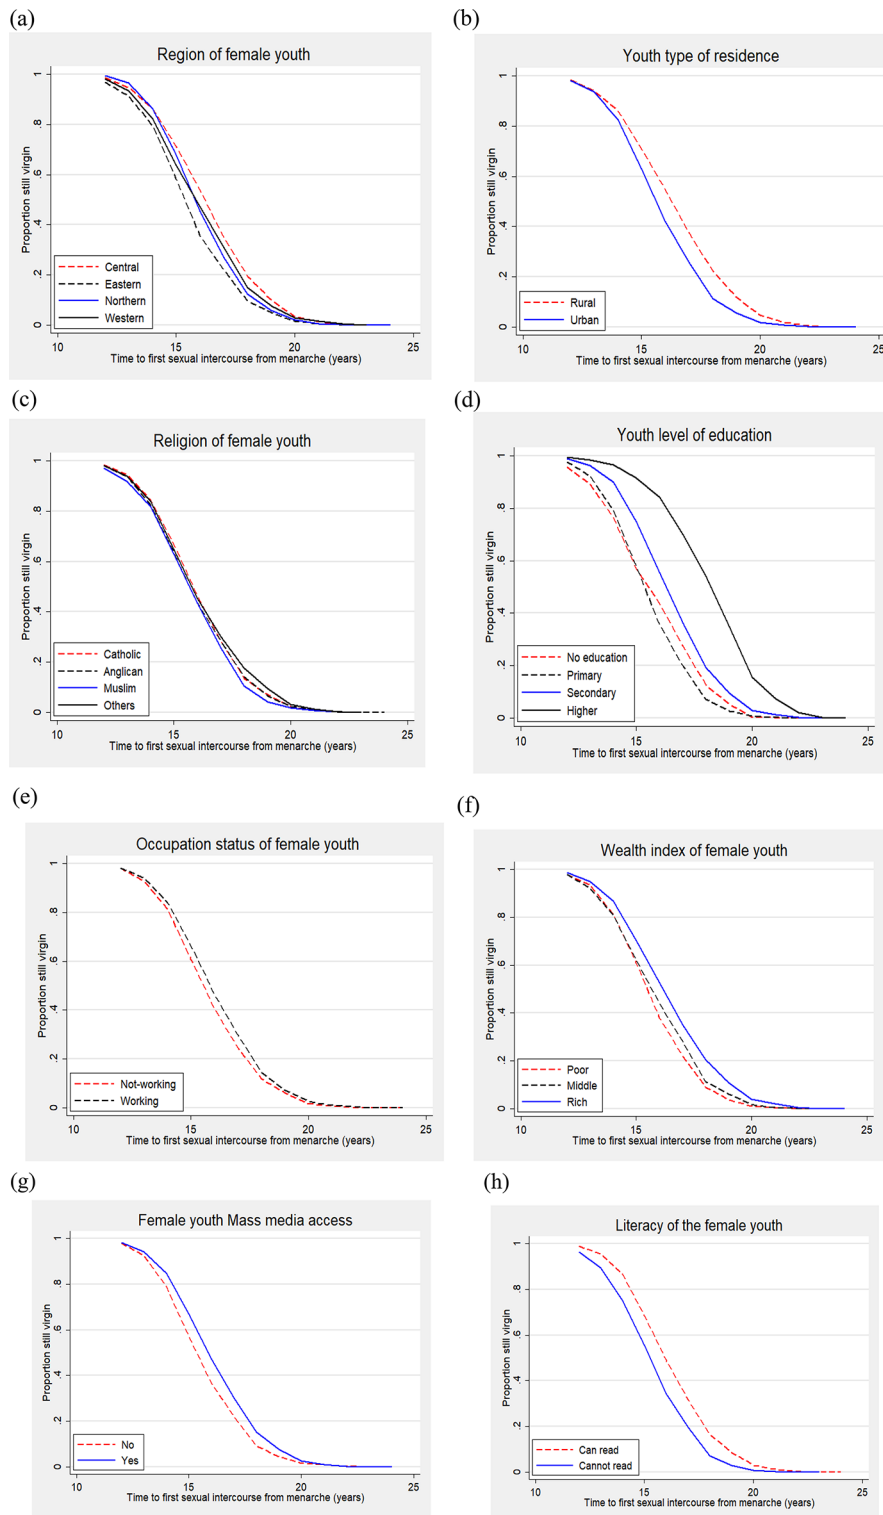 (a)
Region of female youth
Proportion still virgin
1
.8
.6
.4
.2
0
Central
Eastern
Northern
Western
10 15 20 25
Time to first sexual intercourse from menarche (years)
(b)
Youth type of residence
Proportion still virgin
1
.8
.6
.4
.2
0
Rural
Urban
10 15 20 25
Time to first sexual intercourse from menarche (years)
(c)
Religion of female youth
Proportion still virgin
1
.8
.6
.4
.2
0
Catholic
Anglican
Muslim
Others
10 15 20 25
Time to first sexual intercourse from menarche (years)
(d)
Youth level of education
Proportion still virgin
1
.8
.6
.4
.2
0
No education
Primary
Secondary
Higher
10 15 20 25
Time to first sexual intercourse from menarche (years)
(e)
Occupation status of female youth
Proportion still virgin
1
.8
.6
.4
.2
0
Not-working
Working
10 15 20 25
Time to first sexual intercourse from menarche (years)
(f)
Wealth index of female youth
Proportion still virgin
1
.8
.6
.4
.2
0
Poor
Middle
Rich
10 15 20 25
Time to first sexual intercourse from menarche (years)
(g)
Female youth Mass media access
Proportion still virgin
1
.8
.6
.4
.2
0
No
Yes
10 15 20 25
Time to first sexual intercourse from menarche (years)
(h)
Literacy of the female youth
Proportion still virgin
1
.8
.6
.4
.2
0
Can read
Cannot read
10 15 20 25
Time to first sexual intercourse from menarche (years)